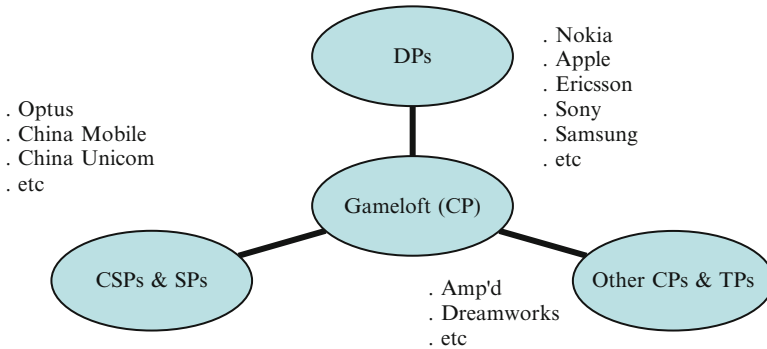 DPs
. Nokia
. Apple
. Ericsson
. Sony
. Samsung
. etc
. Optus
. China Mobile
. China Unicom
. etc
Gameloft (CP)
CSPs & SPs
Other CPs & TPs
. Amp'd
. Dreamworks
. etc